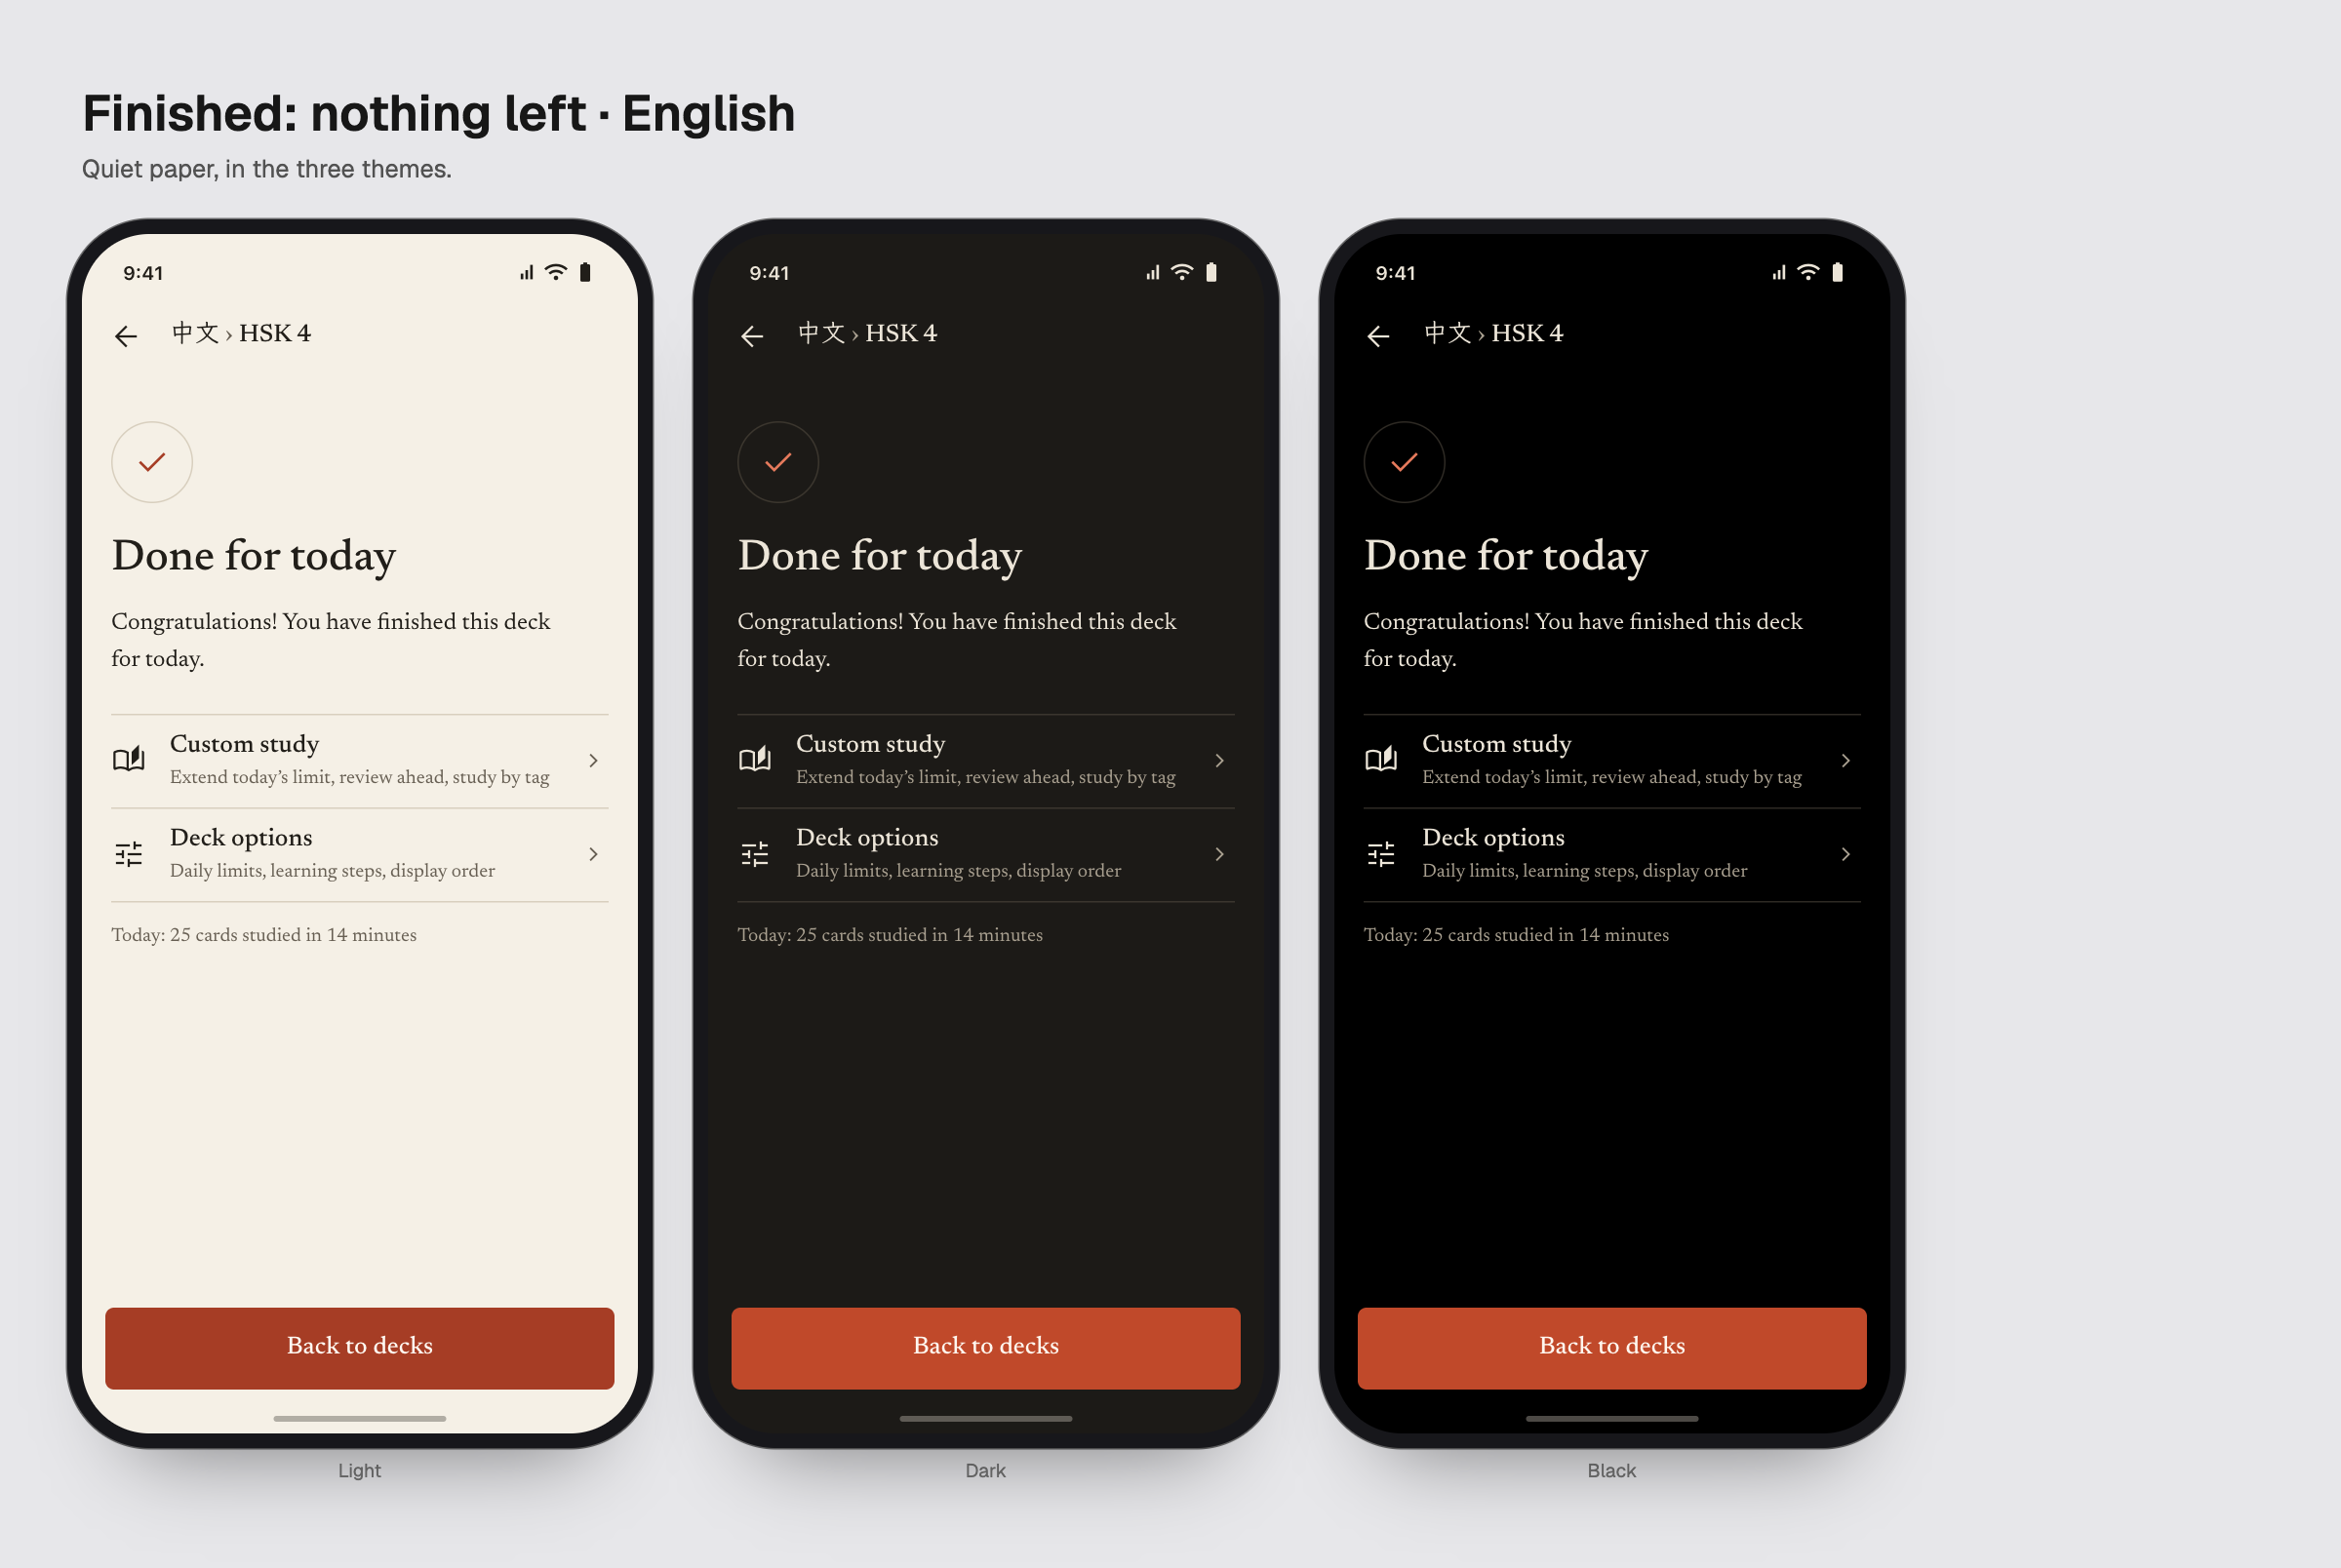 Finished: nothing left · English
Quiet paper, in the three themes.
9:41
中文 › HSK 4
Done for today
Congratulations! You have finished this deck
for today.
Custom study
Extend today’s limit, review ahead, study by tag
Deck options
Daily limits, learning steps, display order
Today: 25 cards studied in 14 minutes
Back to decks
Light
9:41
中文 › HSK 4
Done for today
Congratulations! You have finished this deck
for today.
Custom study
Extend today’s limit, review ahead, study by tag
Deck options
Daily limits, learning steps, display order
Today: 25 cards studied in 14 minutes
Back to decks
Dark
9:41
中文 › HSK 4
Done for today
Congratulations! You have finished this deck
for today.
Custom study
Extend today’s limit, review ahead, study by tag
Deck options
Daily limits, learning steps, display order
Today: 25 cards studied in 14 minutes
Back to decks
Black